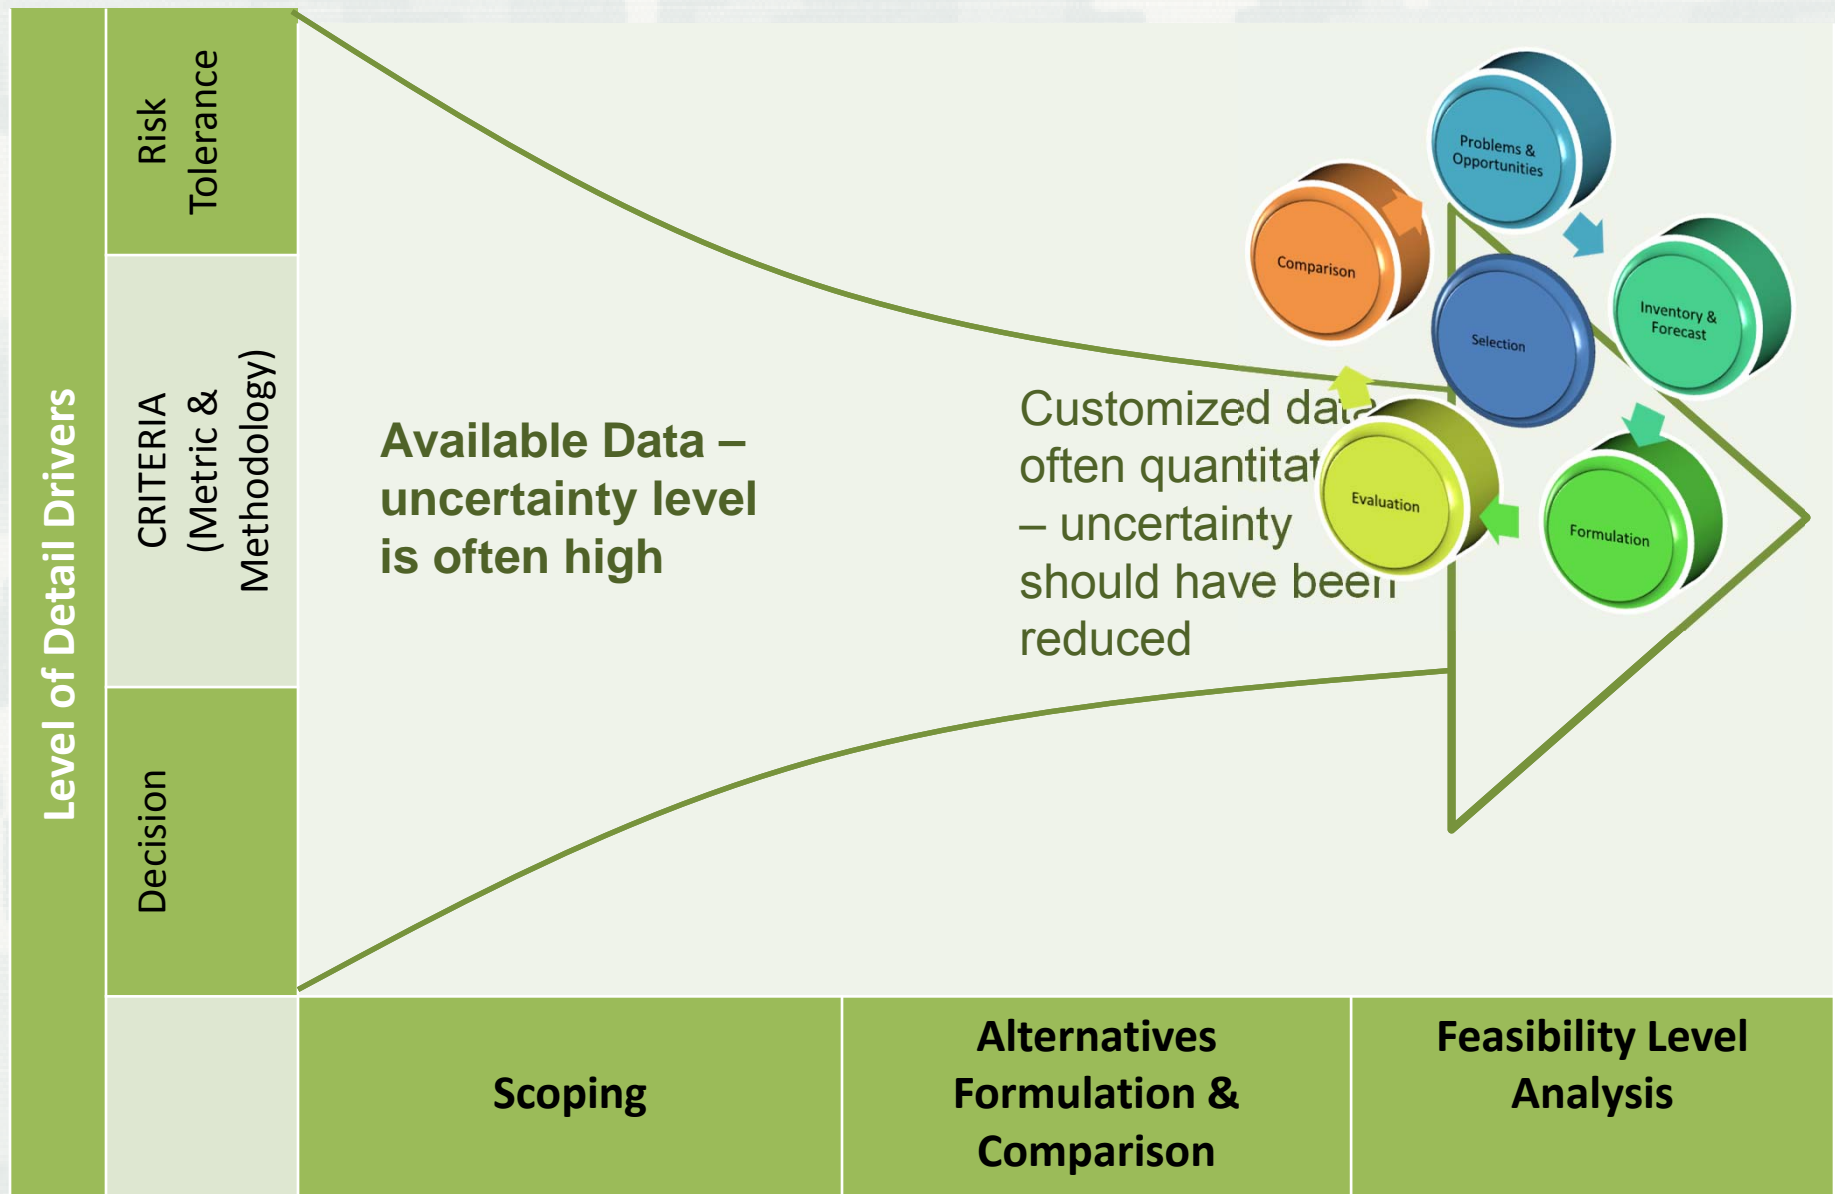 Level of Detail Drivers
Risk
Tolerance
CRITERIA
(Metric &
Methodology)
Decision
Available Data –
uncertainty level
is often high
Customized data
often quantitat
– uncertainty
should have been
reduced
Problems &
Opportunities
Inventory &
Forecast
Formulation
Evaluation
Comparison
Selection
Scoping
Alternatives
Formulation &
Comparison
Feasibility Level
Analysis